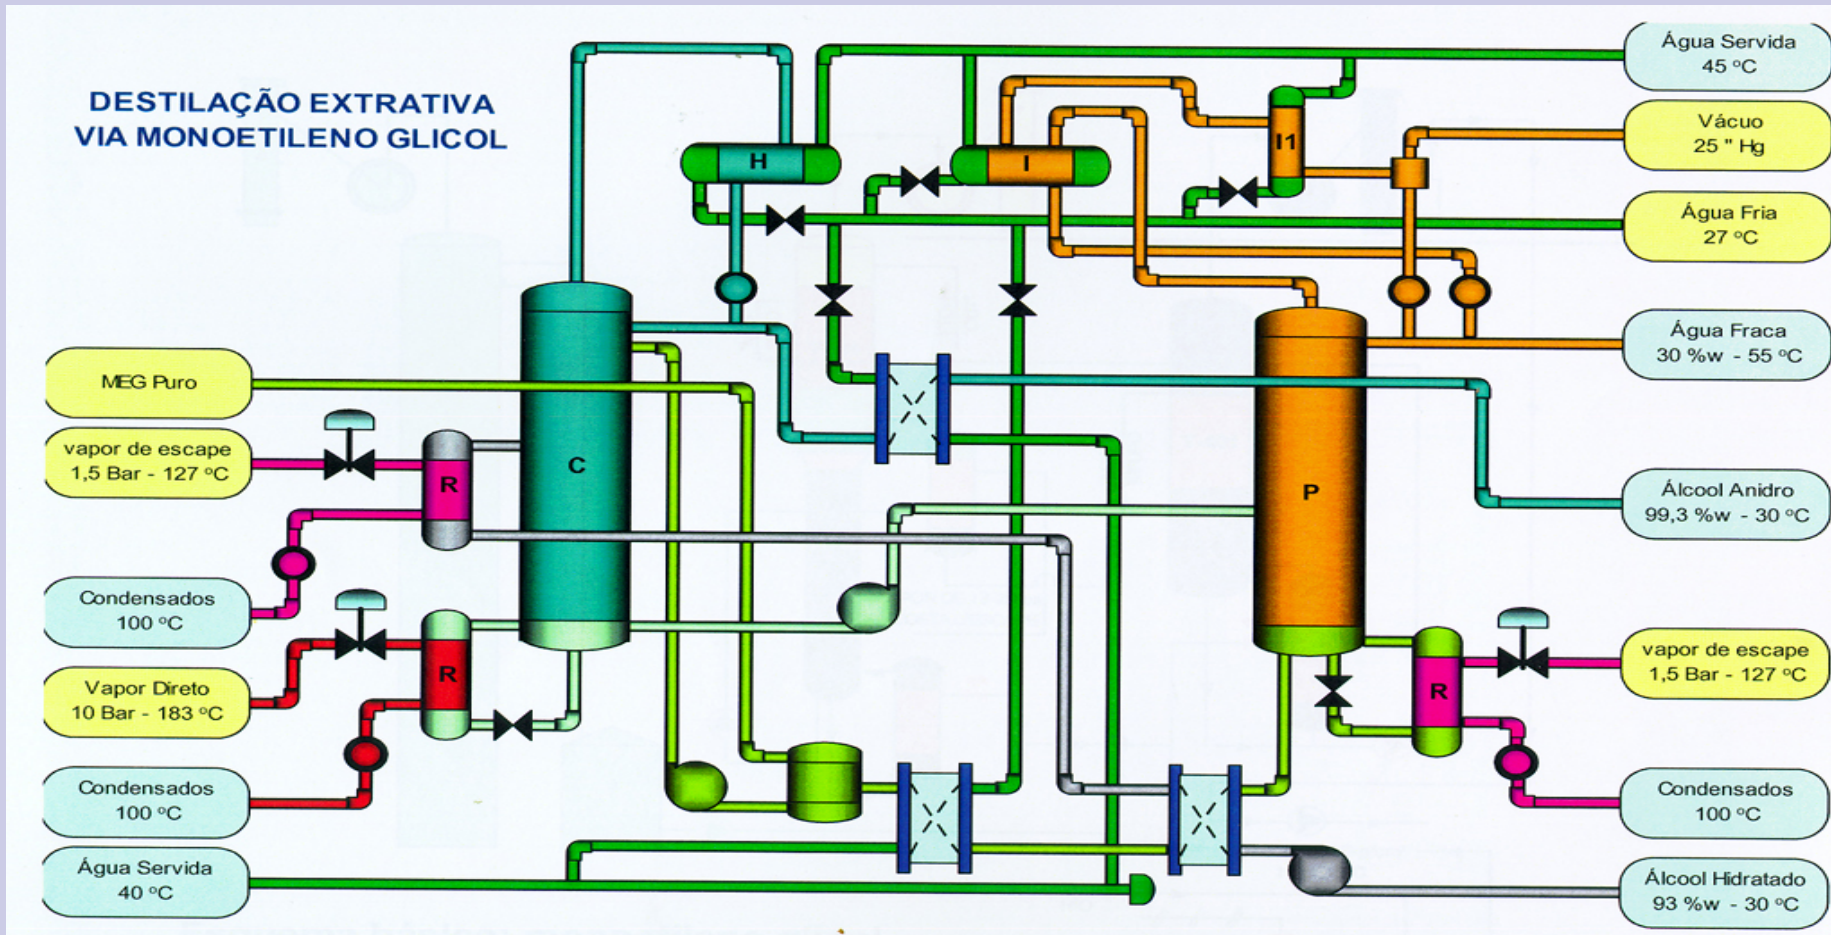 DESTILAÇÃO EXTRATIVA
VIA MONOETILENO GLICOL
Água Servida
45 ºC
Vácuo
25 " Hg
Água Fria
27 ºC
Água Fraca
30 %w - 55 ºC
Álcool Anidro
99,3 %w - 30 ºC
vapor de escape
1,5 Bar - 127 ºC
Condensados
100 ºC
Álcool Hidratado
93 %w - 30 ºC
MEG Puro
vapor de escape
1,5 Bar - 127 ºC
Condensados
100 ºC
Vapor Direto
10 Bar - 183 ºC
Condensados
100 ºC
Água Servida
40 ºC
H
I
I1
C
P
R
R
R